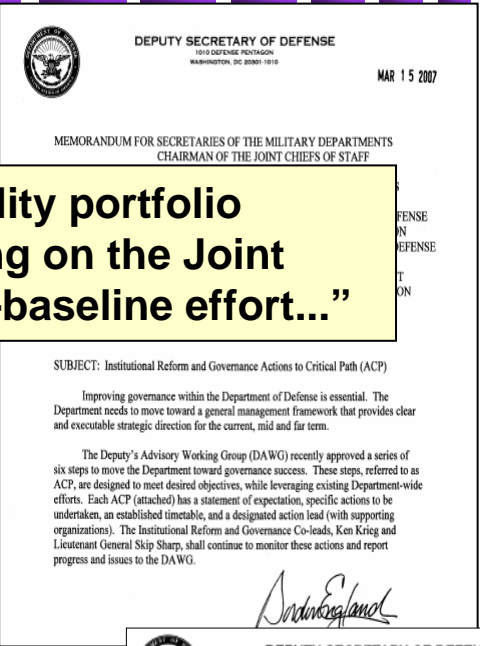 DEPUTY SECRETARY OF DEFENSE
1010 DEFENSE PENTAGON
WASHINGTON, DC 20301-1010
MAR 15 2007
MEMORANDUM FOR SECRETARIES OF THE MILITARY DEPARTMENTS
CHAIRMAN OF THE JOINT CHIEFS OF STAFF
lity portfolio
ng on the Joint
-baseline effort...”
SUBJECT: Institutional Reform and Governance Actions to Critical Path (ACP)
Improving governance within the Department of Defense is essential. The
Department needs to move toward a general management framework that provides clear
and executable strategic direction for the current, mid and far term.
The Deputy's Advisory Working Group (DAWG) recently approved a series of
six steps to move the Department toward governance success. These steps, referred to as
ACP, are designed to meet desired objectives, while leveraging existing Department-wide
efforts. Each ACP (attached) has a statement of expectation, specific actions to be
undertaken, an established timetable, and a designated action lead (with supporting
organizations). The Institutional Reform and Governance Co-leads, Ken Krieg and
Lieutenant General Skip Sharp, shall continue to monitor these actions and report
progress and issues to the DAWG.